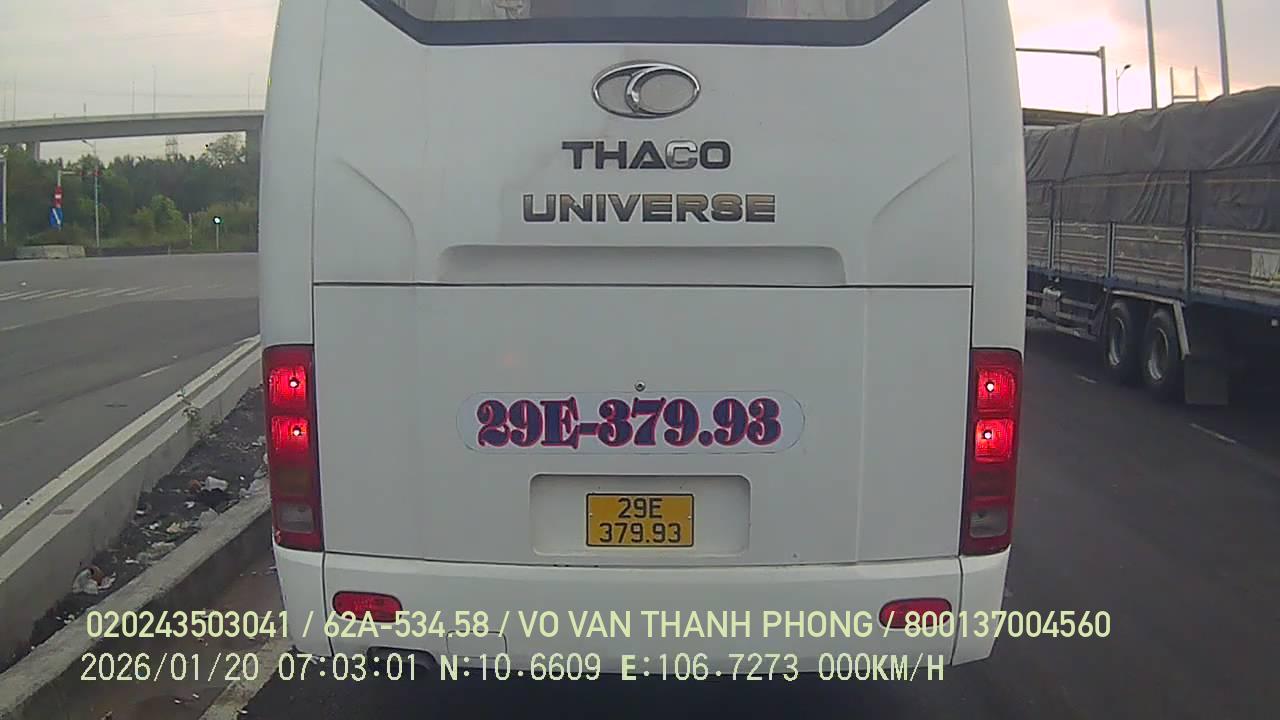 THACO
UNIVERSE
29E-379.93
29E
379.93
020243503041 / 62A-534.58 / VO VAN THANH PHONG / 800137004560
2026/01/20 07:03:01 N:10.6609 E:106.7273 000KM/H